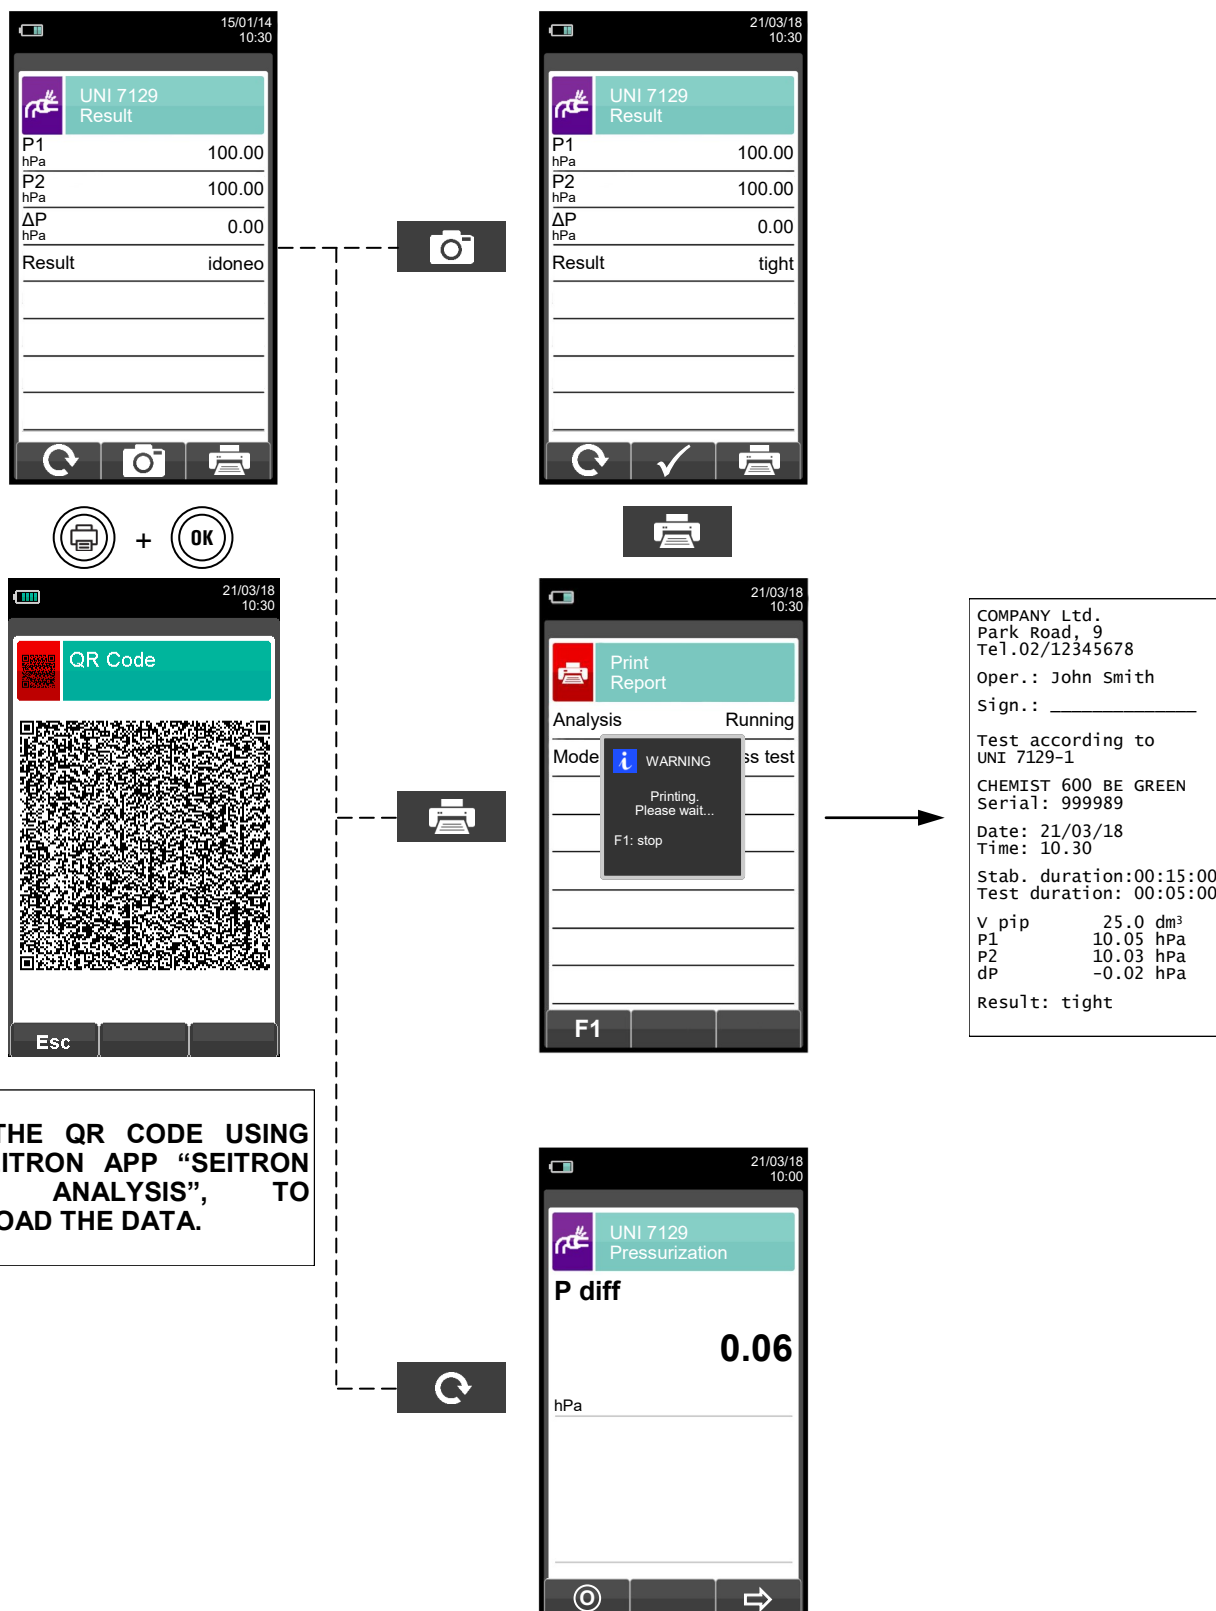 15/01/14
10:30
UNI 7129
Result
P1
hPa
100.00
P2
hPa
100.00
ΔP
hPa
0.00
Result idoneo
+ OK
21/03/18
10:30
QR Code
Esc
THE QR CODE USING
ITRON APP “SEITRON
ANALYSIS”, TO
OAD THE DATA.
21/03/18
10:30
UNI 7129
Result
P1
hPa
100.00
P2
hPa
100.00
ΔP
hPa
0.00
Result tight
21/03/18
10:30
Print
Report
Analysis Running
Mode ss test
i WARNING
Printing.
Please wait...
F1: stop
F1
COMPANY Ltd.
Park Road, 9
Tel.02/12345678
Oper.: John Smith
Sign.: ______________
Test according to
UNI 7129-1
CHEMIST 600 BE GREEN
Serial: 999989
Date: 21/03/18
Time: 10.30
Stab. duration:00:15:00
Test duration: 00:05:00
V pip 25.0 dm³
P1 10.05 hPa
P2 10.03 hPa
dP -0.02 hPa
Result: tight
21/03/18
10:00
UNI 7129
Pressurization
P diff
0.06
hPa
O